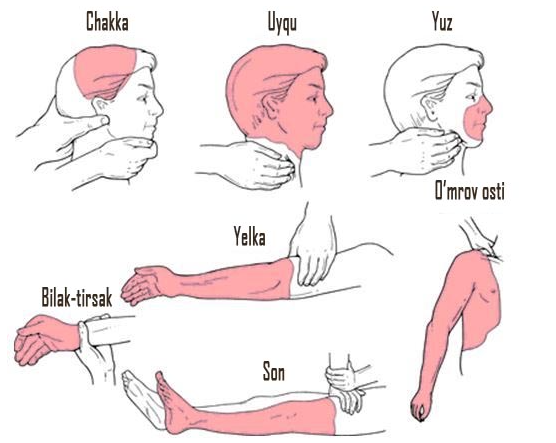 Chakka
Uyqu
Yuz
O'mrov osti
Yelka
Bilak-tirsak
Son